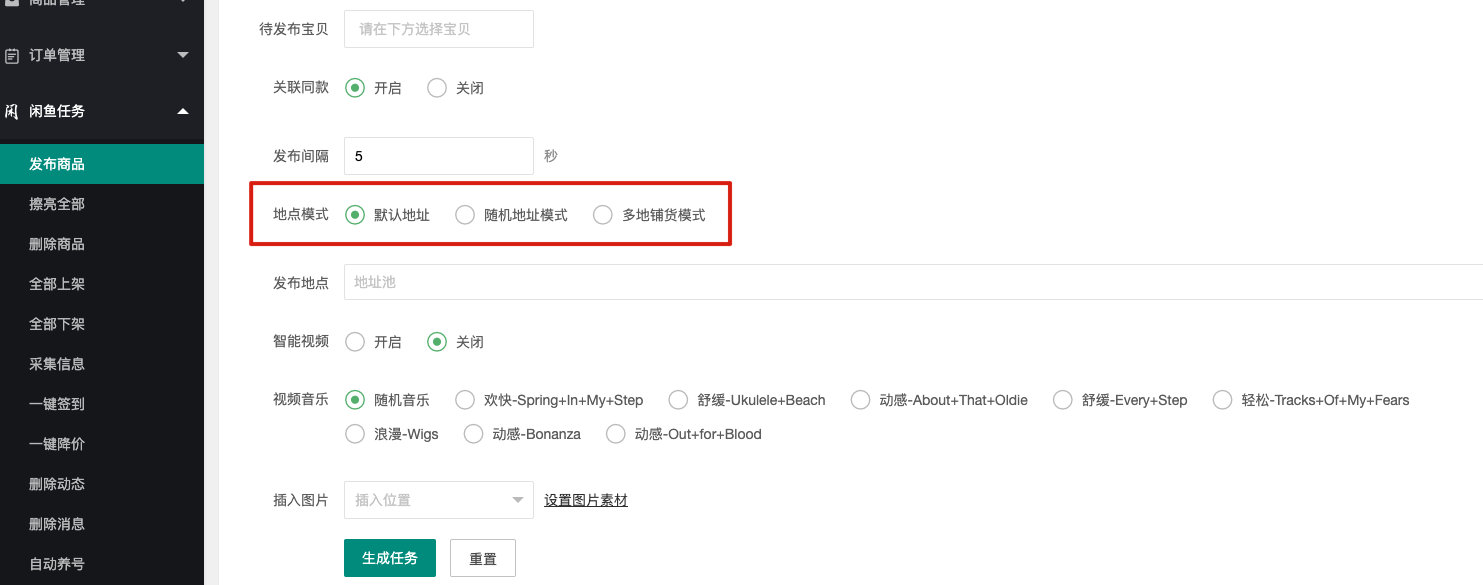 商品管理
订单管理
闲鱼任务
发布商品
擦亮全部
删除商品
全部上架
全部下架
采集信息
一键签到
一键降价
删除动态
删除消息
自动养号
待发布宝贝 请在下方选择宝贝
关联同款 开启 关闭
发布间隔 5 秒
地点模式 默认地址 随机地址模式 多地铺货模式
发布地点 地址池
智能视频 开启 关闭
视频音乐 随机音乐 欢快-Spring+In+My+Step 舒缓-Ukulele+Beach 动感-About+That+Oldie 舒缓-Every+Step 轻松-Tracks+Of+My+Fears
浪漫-Wigs 动感-Bonanza 动感-Out+for+Blood
插入图片 插入位置 设置图片素材
生成任务 重置